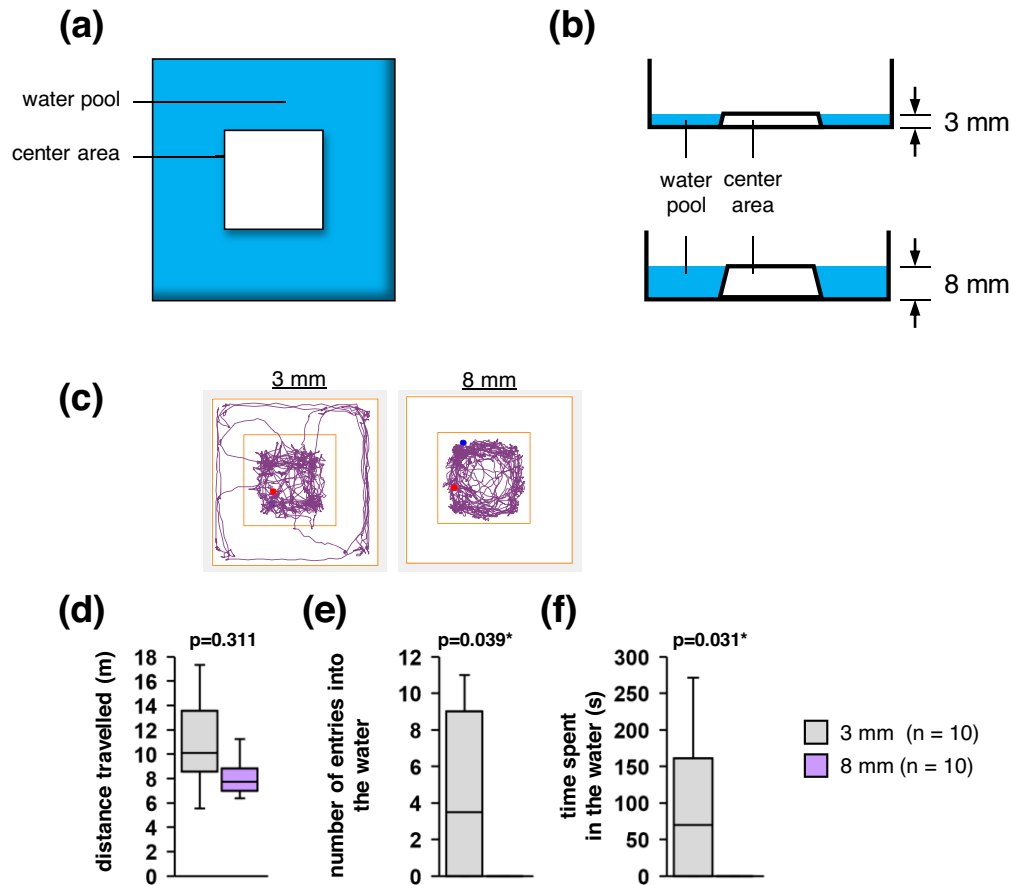 (a)
water pool
center area
(b)
3 mm
water
pool
center
area
8 mm
(c)
3 mm
8 mm
(d)
p=0.311
distance travelled (m)
18
16
14
12
10
8
6
4
2
0
(e)
p=0.039*
number of entries into
the water
12
10
8
6
4
2
0
(f)
p=0.031*
time spent
in the water (s)
300
250
200
150
100
50
0
3 mm (n = 10)
8 mm (n = 10)